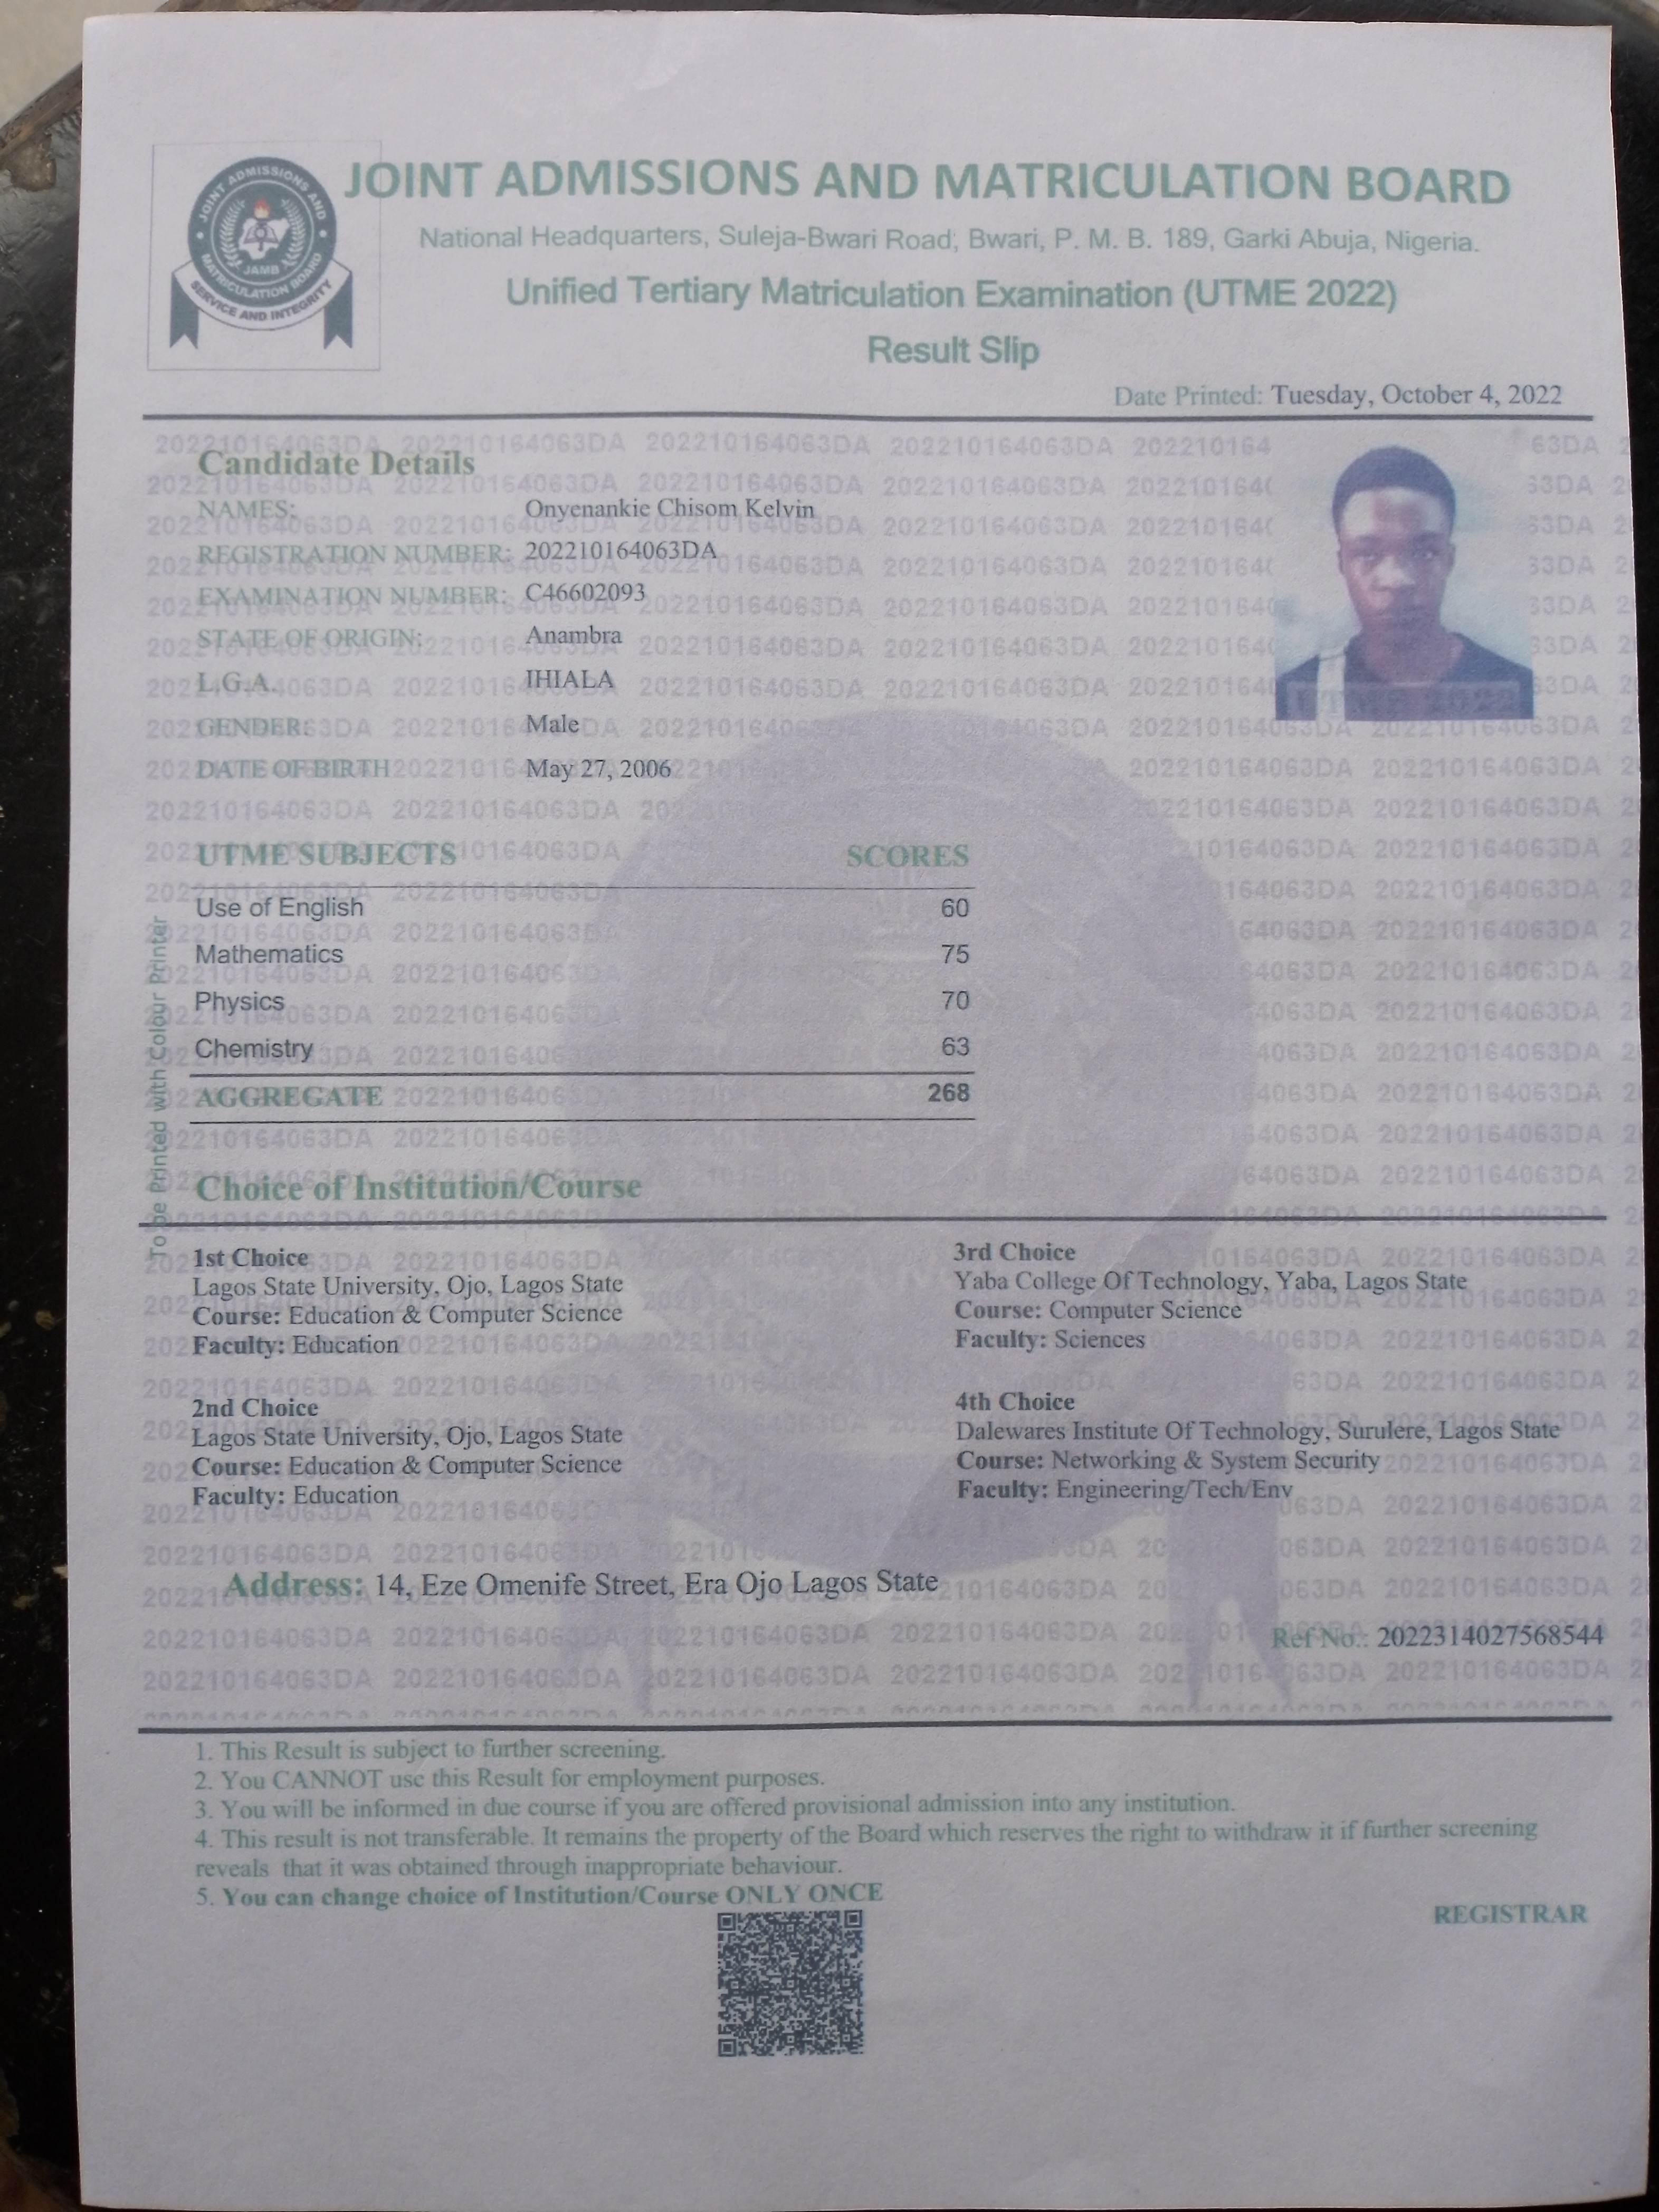 JOINT ADMISSIONS AND MATRICULATION BOARD
JAMB
SERVICE AND INTEGRITY
JOINT ADMISSIONS AND MATRICULATION BOARD
National Headquarters, Suleja-Bwari Road, Bwari, P. M. B. 189, Garki Abuja, Nigeria.
Unified Tertiary Matriculation Examination (UTME 2022)
Result Slip
Date Printed: Tuesday, October 4, 2022
Candidate Details
NAMES: Onyenankie Chisom Kelvin
REGISTRATION NUMBER: 202210164063DA
EXAMINATION NUMBER: C46602093
STATE OF ORIGIN: Anambra
L.G.A. IHIALA
GENDER: Male
DATE OF BIRTH May 27, 2006
UTME 2022
UTME SUBJECTS SCORES
Use of English 60
Mathematics 75
Physics 70
Chemistry 63
AGGREGATE 268
To be Printed with Colour Printer
Choice of Institution/Course
1st Choice
Lagos State University, Ojo, Lagos State
Course: Education & Computer Science
Faculty: Education
2nd Choice
Lagos State University, Ojo, Lagos State
Course: Education & Computer Science
Faculty: Education
3rd Choice
Yaba College Of Technology, Yaba, Lagos State
Course: Computer Science
Faculty: Sciences
4th Choice
Dalewares Institute Of Technology, Surulere, Lagos State
Course: Networking & System Security
Faculty: Engineering/Tech/Env
Address: 14, Eze Omenife Street, Era Ojo Lagos State
Ref No.: 2022314027568544
1. This Result is subject to further screening.
2. You CANNOT use this Result for employment purposes.
3. You will be informed in due course if you are offered provisional admission into any institution.
4. This result is not transferable. It remains the property of the Board which reserves the right to withdraw it if further screening
reveals that it was obtained through inappropriate behaviour.
5. You can change choice of Institution/Course ONLY ONCE
REGISTRAR